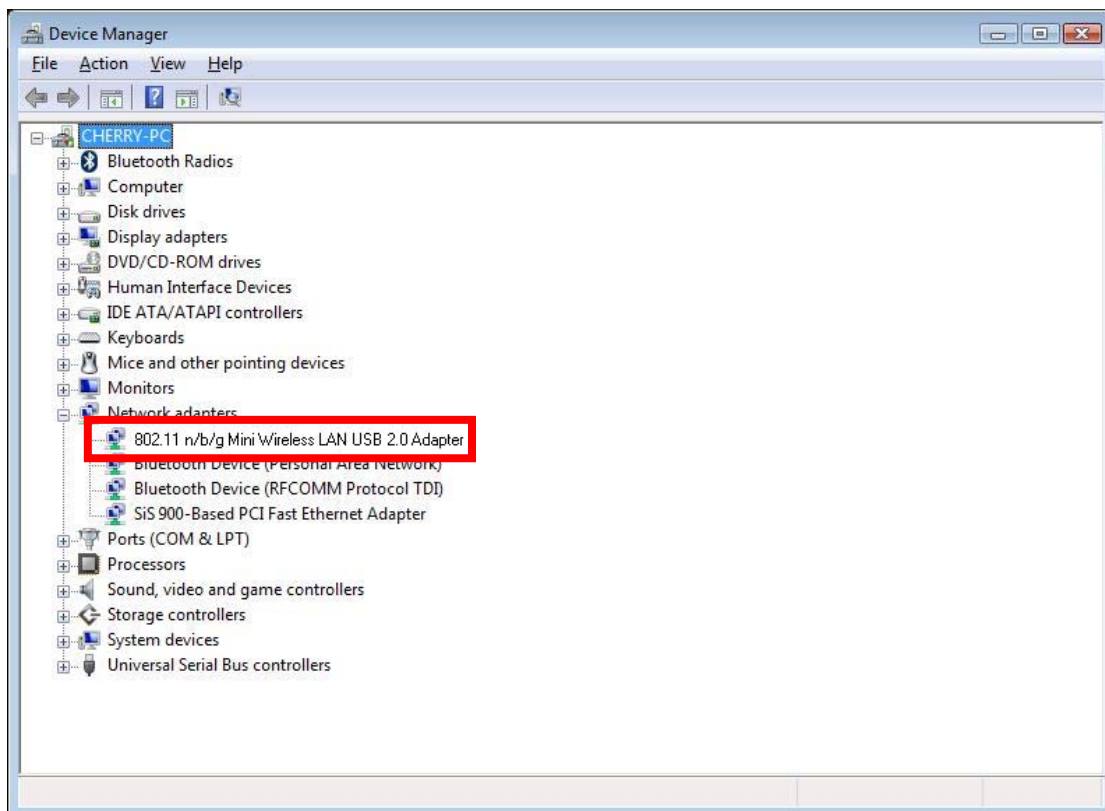 Device Manager
File Action View Help
CHERRY-PC
Bluetooth Radios
Computer
Disk drives
Display adapters
DVD/CD-ROM drives
Human Interface Devices
IDE ATA/ATAPI controllers
Keyboards
Mice and other pointing devices
Monitors
Network adapters
802.11 n/b/g Mini Wireless LAN USB 2.0 Adapter
Bluetooth Device (Personal Area Network)
Bluetooth Device (RFCOMM Protocol TDI)
SiS 900-Based PCI Fast Ethernet Adapter
Ports (COM & LPT)
Processors
Sound, video and game controllers
Storage controllers
System devices
Universal Serial Bus controllers